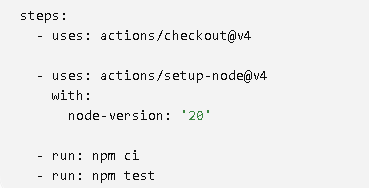 steps:
  - uses: actions/checkout@v4

  - uses: actions/setup-node@v4
    with:
      node-version: '20'

  - run: npm ci
  - run: npm test